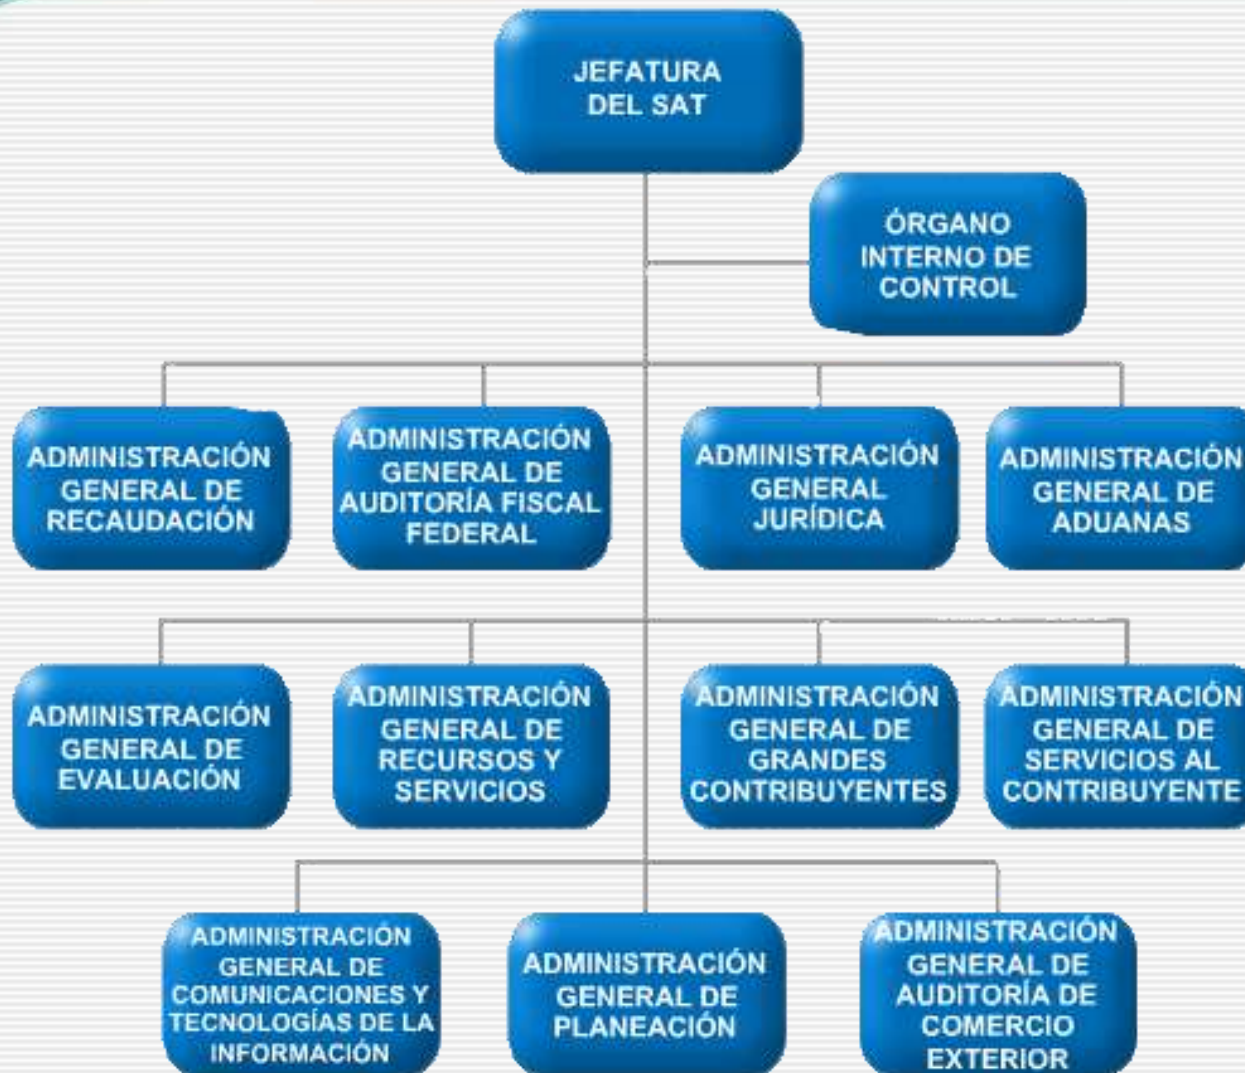 JEFATURA
DEL SAT
ÓRGANO
INTERNO DE
CONTROL
ADMINISTRACIÓN
GENERAL DE
RECAUDACIÓN
ADMINISTRACIÓN
GENERAL DE
AUDITORÍA FISCAL
FEDERAL
ADMINISTRACIÓN
GENERAL
JURÍDICA
ADMINISTRACIÓN
GENERAL DE
ADUANAS
ADMINISTRACIÓN
GENERAL DE
EVALUACIÓN
ADMINISTRACIÓN
GENERAL DE
RECURSOS Y
SERVICIOS
ADMINISTRACIÓN
GENERAL DE
GRANDES
CONTRIBUYENTES
ADMINISTRACIÓN
GENERAL DE
SERVICIOS AL
CONTRIBUYENTE
ADMINISTRACIÓN
GENERAL DE
COMUNICACIONES Y
TECNOLOGÍAS DE LA
INFORMACIÓN
ADMINISTRACIÓN
GENERAL DE
PLANEACIÓN
ADMINISTRACIÓN
GENERAL DE
AUDITORÍA DE
COMERCIO
EXTERIOR